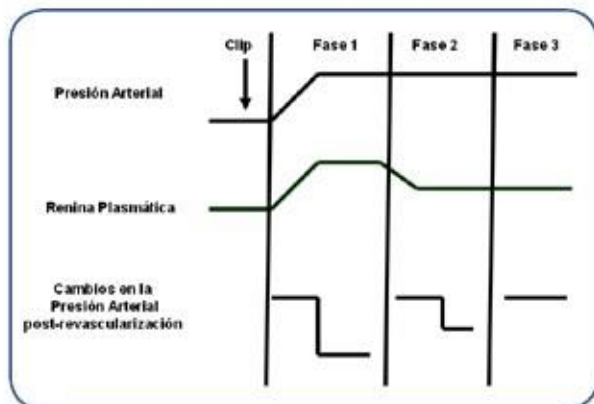 Clip
Fase 1
Fase 2
Fase 3
Presión Arterial
Renina Plasmática
Cambios en la
Presión Arterial
post-revascularización